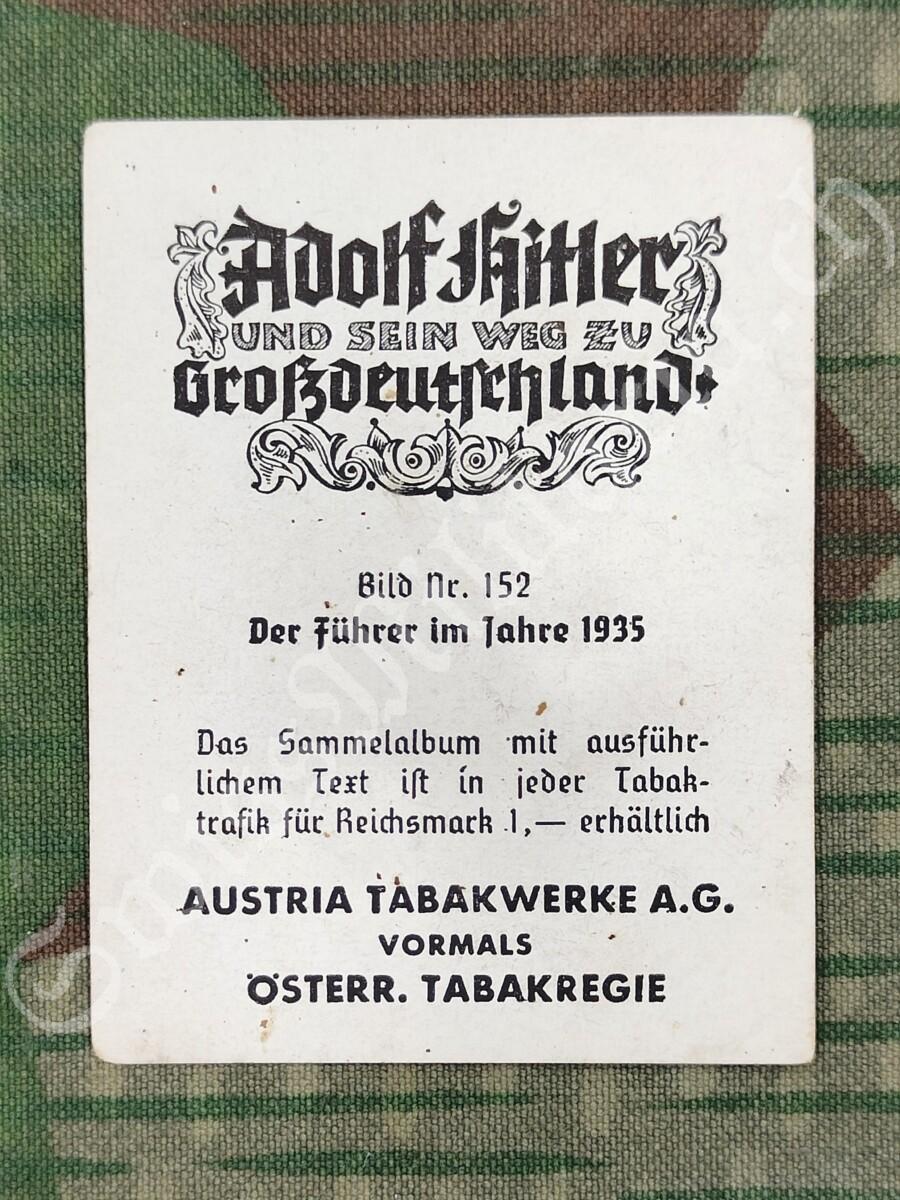 Adolf Hitler
UND SEIN WEG ZU
Großdeutschland
Bild Nr. 152
Der Führer im Jahre 1935
Das Sammelalbum mit ausführ-
lichem Text ist in jeder Tabak-
trafik für Reichsmark 1,— erhältlich
AUSTRIA TABAKWERKE A.G.
VORMALS
ÖSTERR. TABAKREGIE